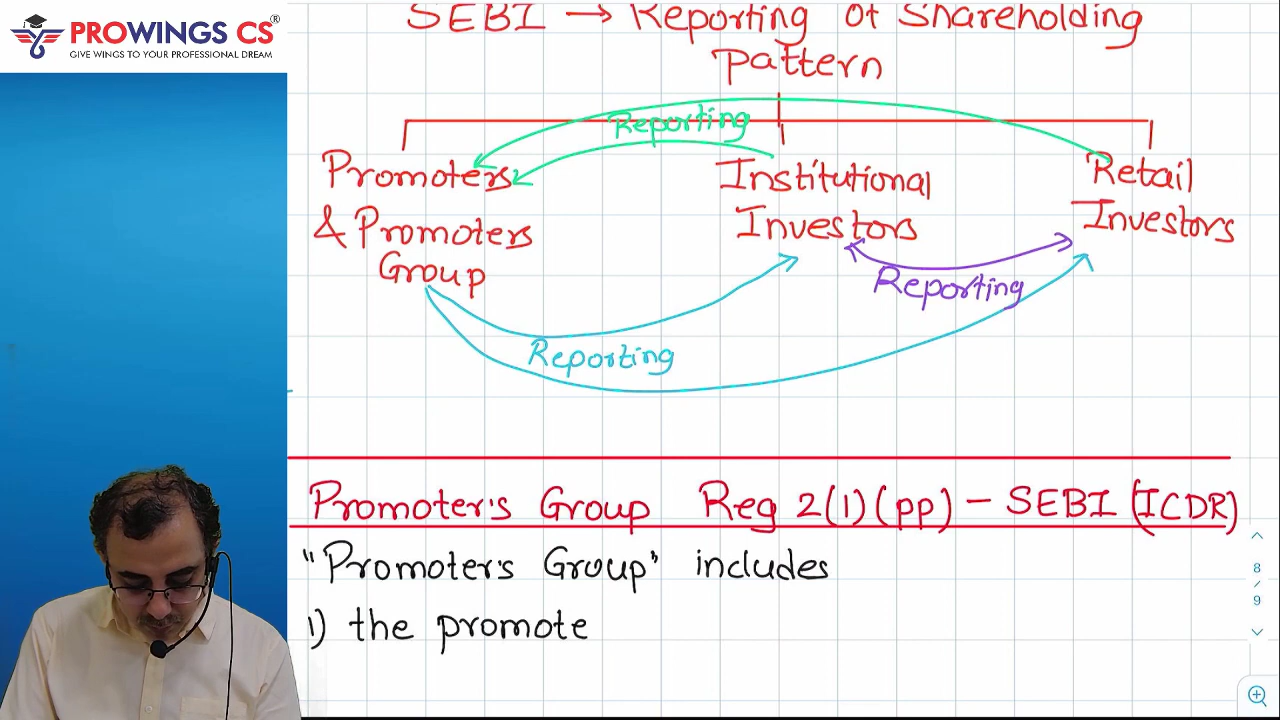 PROWINGS CS®
GIVE WINGS TO YOUR PROFESSIONAL DREAM
SEBI → Reporting of Shareholding
pattern
Reporting
Promoters
& Promoters
Group
Institutional
Investors
Retail
Investors
Reporting
Reporting
Promoter's Group Reg 2(1)(pp) - SEBI (ICDR)
"Promoter's Group" includes
1) the promote
8
/
9